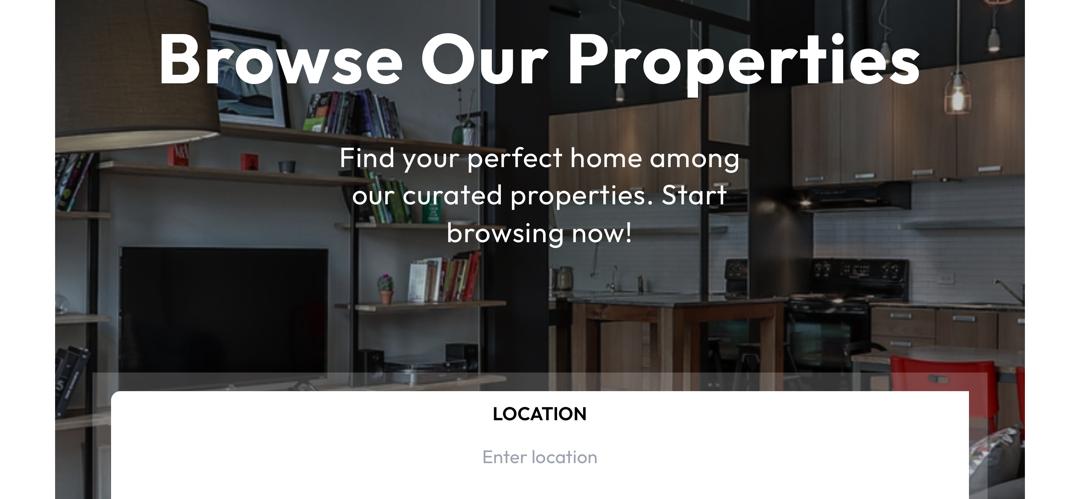 Browse Our Properties
Find your perfect home among
our curated properties. Start
browsing now!
LOCATION
Enter location